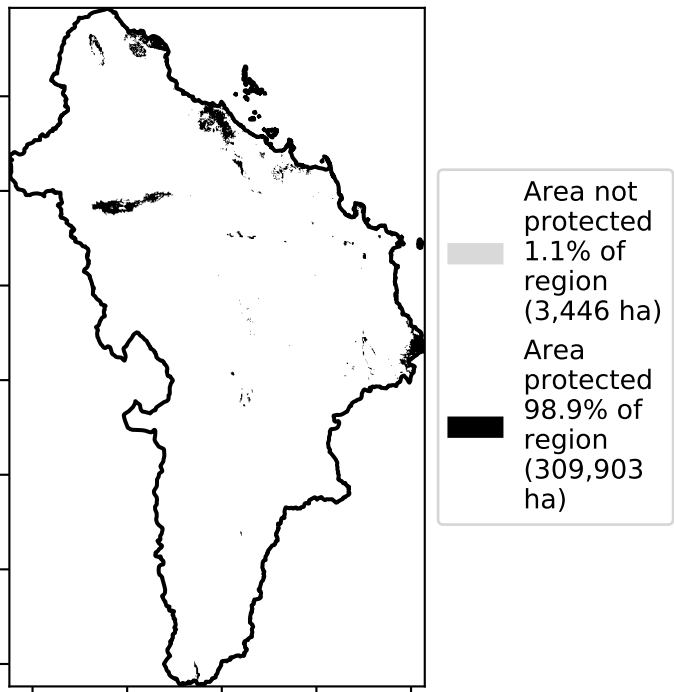 Area not
protected
1.1% of
region
(3,446 ha)
Area
protected
98.9% of
region
(309,903
ha)